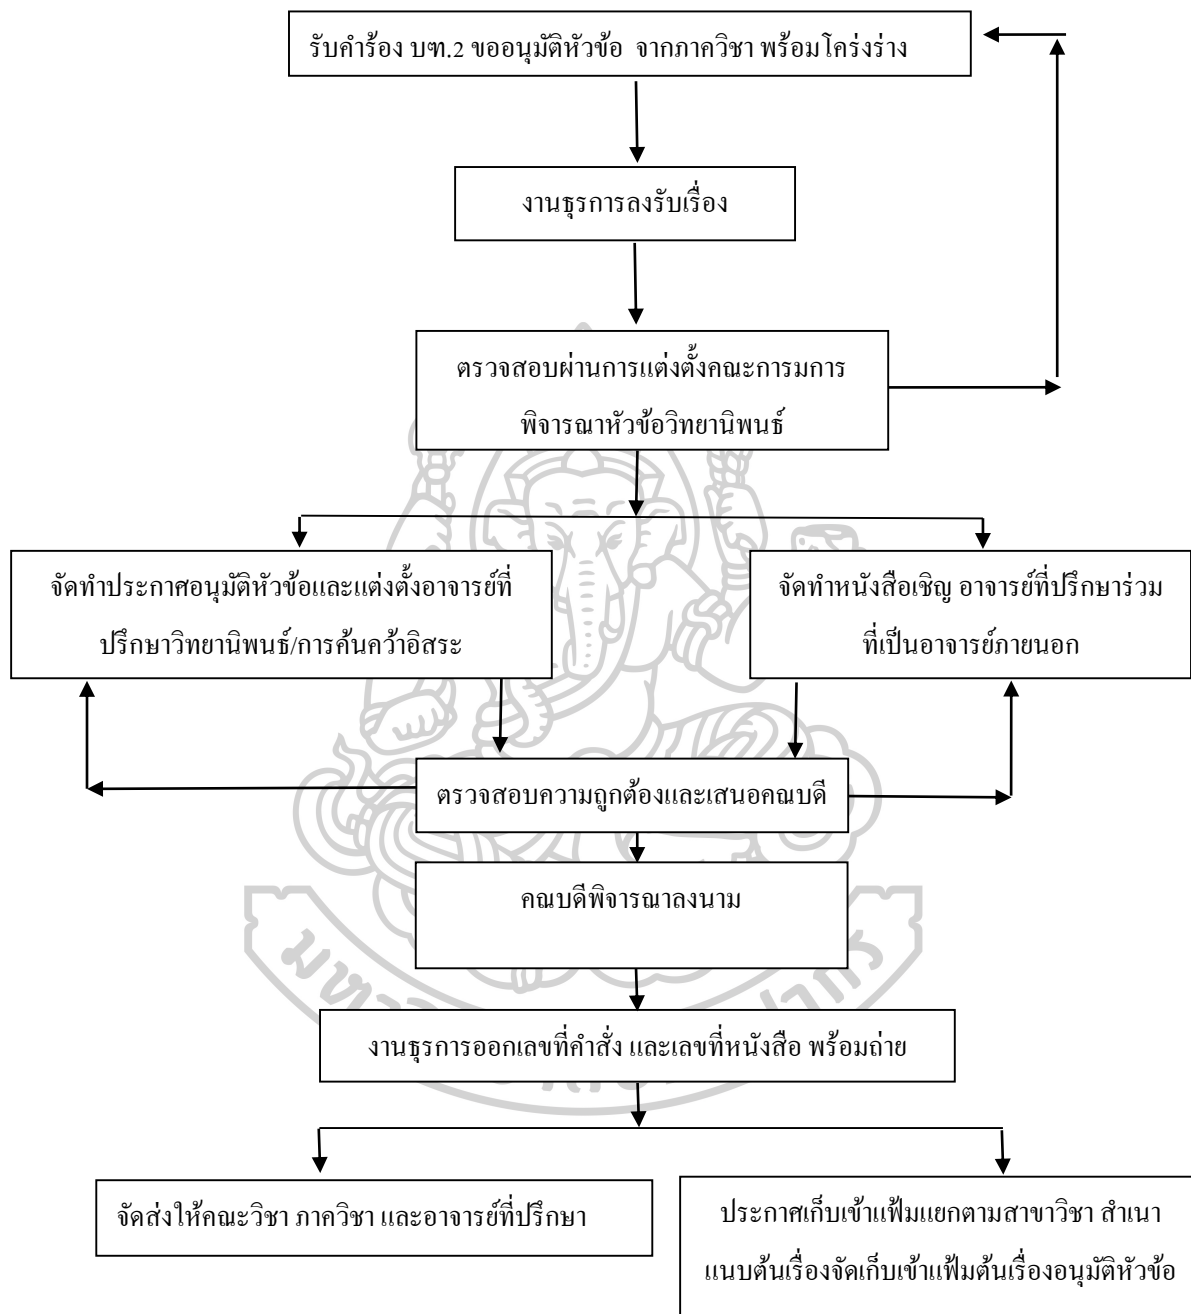 รับคำร้อง บฑ.2 ขออนุมัติหัวข้อ จากภาควิชา พร้อมโคร่งร่าง
งานธุรการลงรับเรื่อง
ตรวจสอบผ่านการแต่งตั้งคณะการมการ
พิจารณาหัวข้อวิทยานิพนธ์
จัดทำประกาศอนุมัติหัวข้อและแต่งตั้งอาจารย์ที่
ปรึกษาวิทยานิพนธ์/การค้นคว้าอิสระ
จัดทำหนังสือเชิญ อาจารย์ที่ปรึกษาร่วม
ที่เป็นอาจารย์ภายนอก
ตรวจสอบความถูกต้องและเสนอคณบดี
คณบดีพิจารณาลงนาม
งานธุรการออกเลขที่คำสั่ง และเลขที่หนังสือ พร้อมถ่าย
จัดส่งให้คณะวิชา ภาควิชา และอาจารย์ที่ปรึกษา
ประกาศเก็บเข้าแฟ้มแยกตามสาขาวิชา สำเนา
แนบต้นเรื่องจัดเก็บเข้าแฟ้มต้นเรื่องอนุมัติหัวข้อ